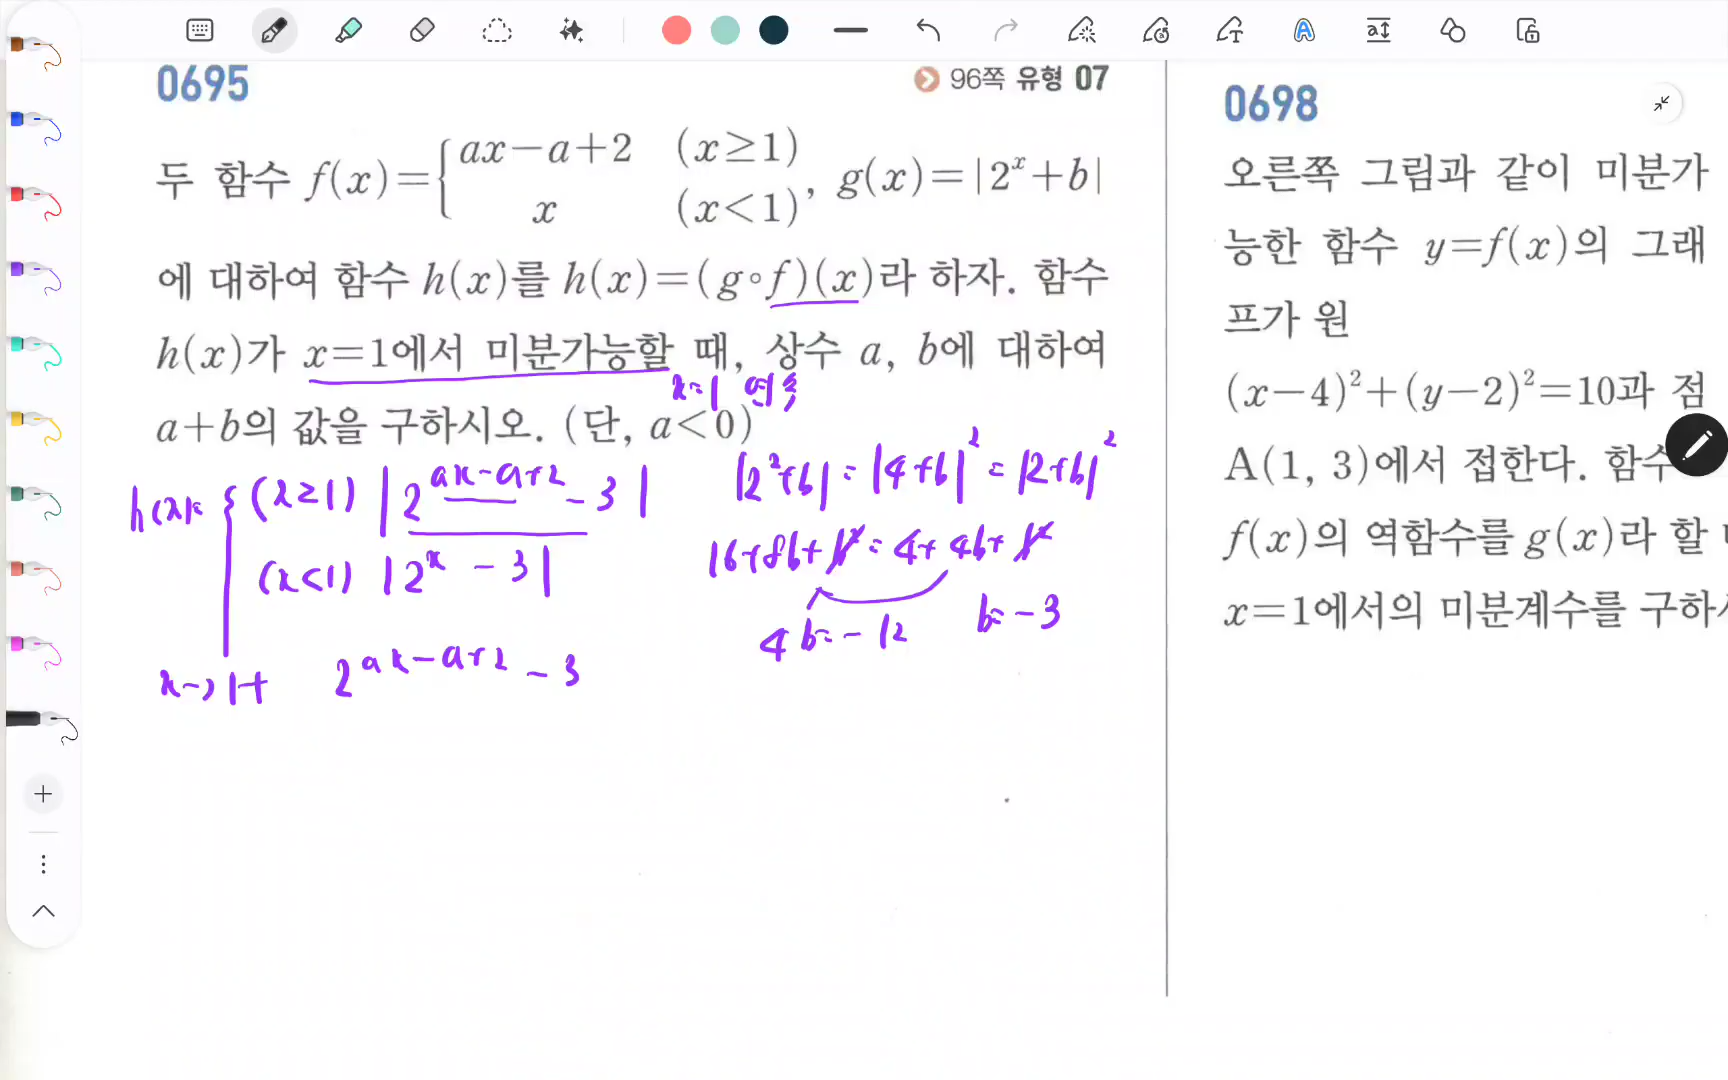 0695
96쪽 유형 07
두 함수 f(x)={ax-a+2 (x≥1), x (x<1), g(x)=|2^x+b|
에 대하여 함수 h(x)를 h(x)=(g∘f)(x)라 하자. 함수
h(x)가 x=1에서 미분가능할 때, 상수 a, b에 대하여
x=1 연속
a+b의 값을 구하시오. (단, a<0)
h(x)= { (x≥1) |2^{ax-a+2} -3|
(x<1) |2^x -3|
x→1+ 2^{ax-a+2} -3
|2^2+b| = |4+b|^2 = |2+b|^2
16+8b+b^2 = 4+4b+b^2
4b=-12 b=-3
0698
오른쪽 그림과 같이 미분가
능한 함수 y=f(x)의 그래
프가 원
(x-4)^2+(y-2)^2=10과 점
A(1, 3)에서 접한다. 함수
f(x)의 역함수를 g(x)라 할
x=1에서의 미분계수를 구하